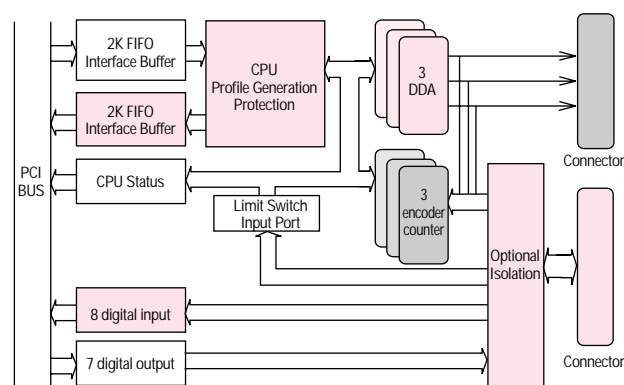 2K FIFO
Interface Buffer
CPU
Profile Generation
Protection
3
DDA
2K FIFO
Interface Buffer
Connector
PCI
BUS
CPU Status
Limit Switch
Input Port
3
encoder
counter
Optional
Isolation
8 digital input
7 digital output
Connector